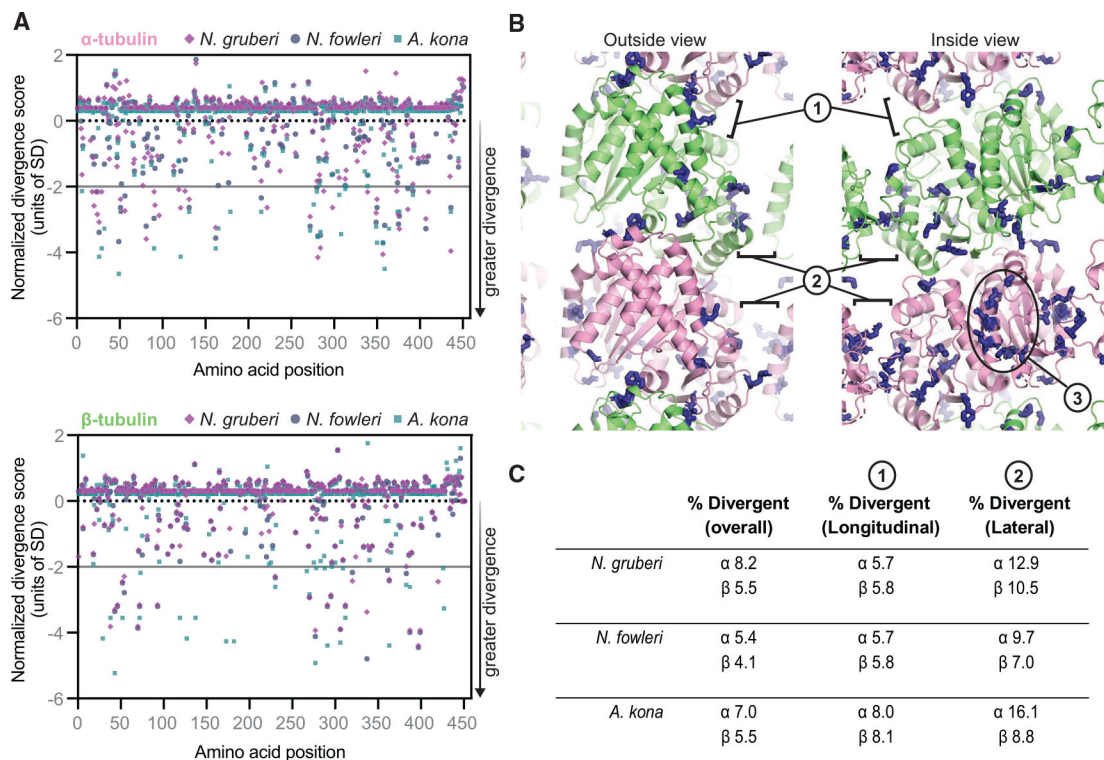 A
α-tubulin N. gruberi N. fowleri A. kona
2
0
-2
-4
-6
Normalized divergence score
(units of SD)
greater divergence
0 50 100 150 200 250 300 350 400 450
Amino acid position
β-tubulin N. gruberi N. fowleri A. kona
2
0
-2
-4
-6
Normalized divergence score
(units of SD)
greater divergence
0 50 100 150 200 250 300 350 400 450
Amino acid position
B
Outside view Inside view
1
2
3
C
1 2
% Divergent % Divergent % Divergent
(overall) (Longitudinal) (Lateral)
N. gruberi α 8.2 α 5.7 α 12.9
β 5.5 β 5.8 β 10.5
N. fowleri α 5.4 α 5.7 α 9.7
β 4.1 β 5.8 β 7.0
A. kona α 7.0 α 8.0 α 16.1
β 5.5 β 8.1 β 8.8